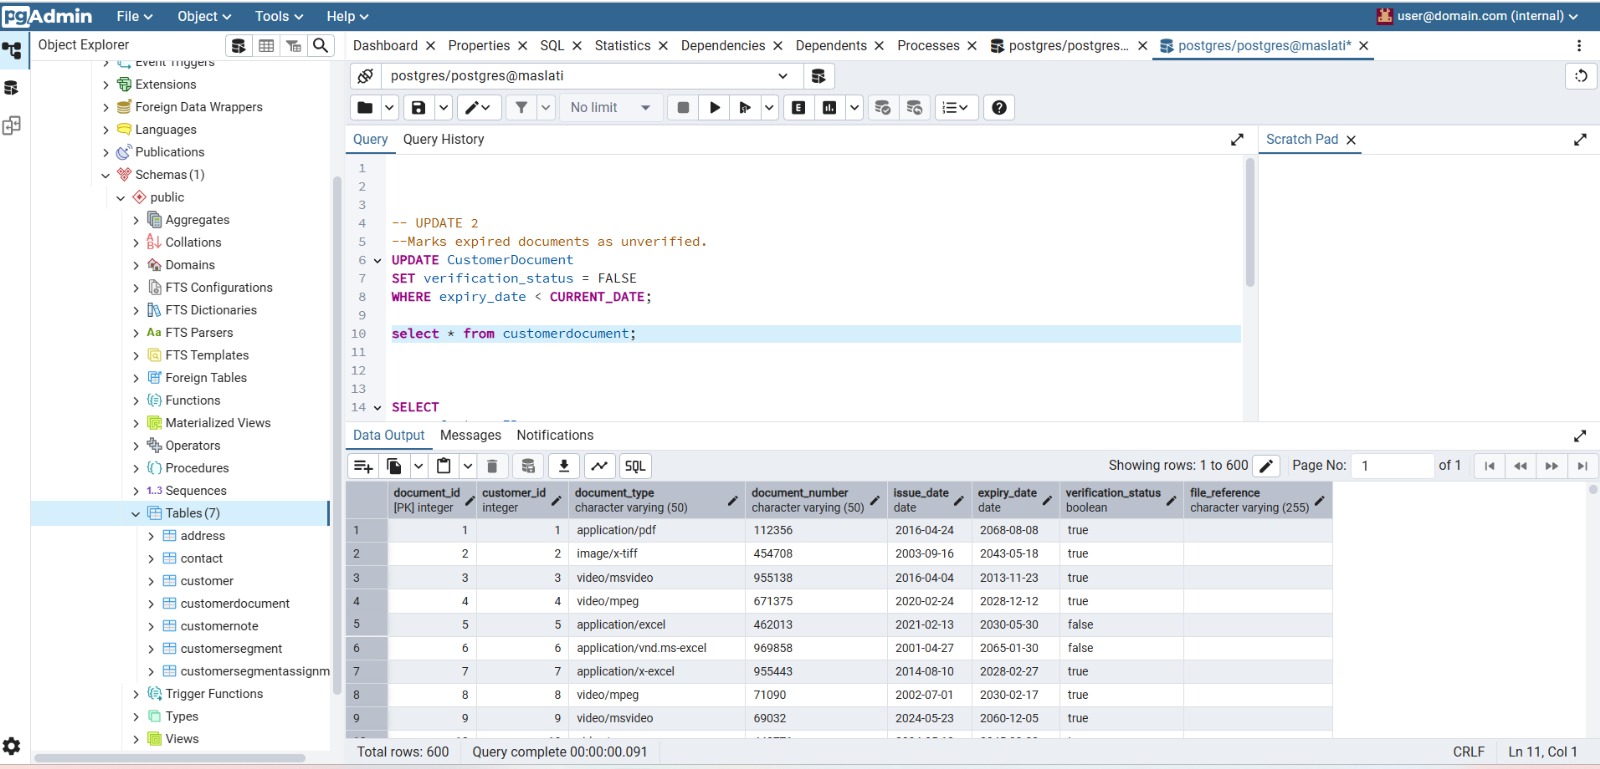 pgAdmin File Object Tools Help user@domain.com (internal)
Object Explorer
Dashboard Properties SQL Statistics Dependencies Dependents Processes postgres/postgres... postgres/postgres@maslati*
Event Triggers
Extensions
Foreign Data Wrappers
Languages
Publications
Schemas (1)
public
Aggregates
Collations
Domains
FTS Configurations
FTS Dictionaries
Aa FTS Parsers
FTS Templates
Foreign Tables
Functions
Materialized Views
Operators
Procedures
1..3 Sequences
Tables (7)
address
contact
customer
customerdocument
customernote
customersegment
customersegmentassignm
Trigger Functions
Types
Views
postgres/postgres@maslati
No limit
E
Query Query History
Scratch Pad
1
2
3
4 -- UPDATE 2
5 --Marks expired documents as unverified.
6 UPDATE CustomerDocument
7 SET verification_status = FALSE
8 WHERE expiry_date < CURRENT_DATE;
9
10 select * from customerdocument;
11
12
13
14 SELECT
Data Output Messages Notifications
SQL Showing rows: 1 to 600 Page No: 1 of 1
document_id customer_id document_type document_number issue_date expiry_date verification_status file_reference
[PK] integer integer character varying (50) character varying (50) date date boolean character varying (255)
1 1 1 application/pdf 112356 2016-04-24 2068-08-08 true
2 2 2 image/x-tiff 454708 2003-09-16 2043-05-18 true
3 3 3 video/msvideo 955138 2016-04-04 2013-11-23 true
4 4 4 video/mpeg 671375 2020-02-24 2028-12-12 true
5 5 5 application/excel 462013 2021-02-13 2030-05-30 false
6 6 6 application/vnd.ms-excel 969858 2001-04-27 2065-01-30 false
7 7 7 application/x-excel 955443 2014-08-10 2028-02-27 true
8 8 8 video/mpeg 71090 2002-07-01 2030-02-17 true
9 9 9 video/msvideo 69032 2024-05-23 2060-12-05 true
Total rows: 600 Query complete 00:00:00.091 CRLF Ln 11, Col 1